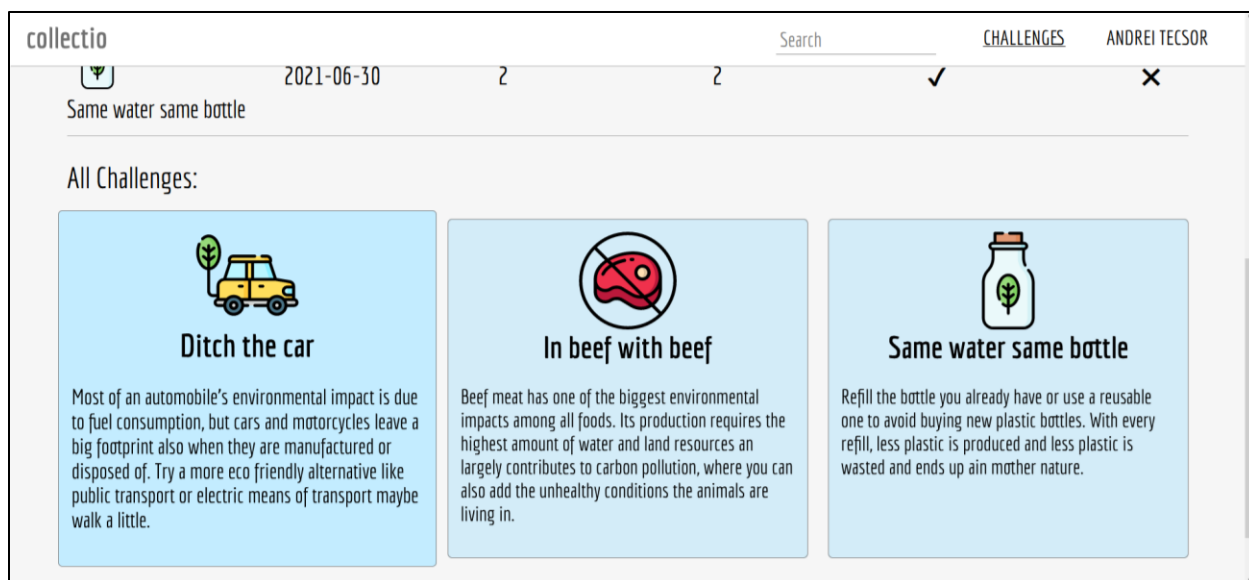 collectio
Search
CHALLENGES
ANDREI TECSOR
2021-06-30 2 2 ✓ ✕
Same water same bottle
All Challenges:
Ditch the car
Most of an automobile's environmental impact is due
to fuel consumption, but cars and motorcycles leave a
big footprint also when they are manufactured or
disposed of. Try a more eco friendly alternative like
public transport or electric means of transport maybe
walk a little.
In beef with beef
Beef meat has one of the biggest environmental
impacts among all foods. Its production requires the
highest amount of water and land resources an
largely contributes to carbon pollution, where you can
also add the unhealthy conditions the animals are
living in.
Same water same bottle
Refill the bottle you already have or use a reusable
one to avoid buying new plastic bottles. With every
refill, less plastic is produced and less plastic is
wasted and ends up ain mother nature.